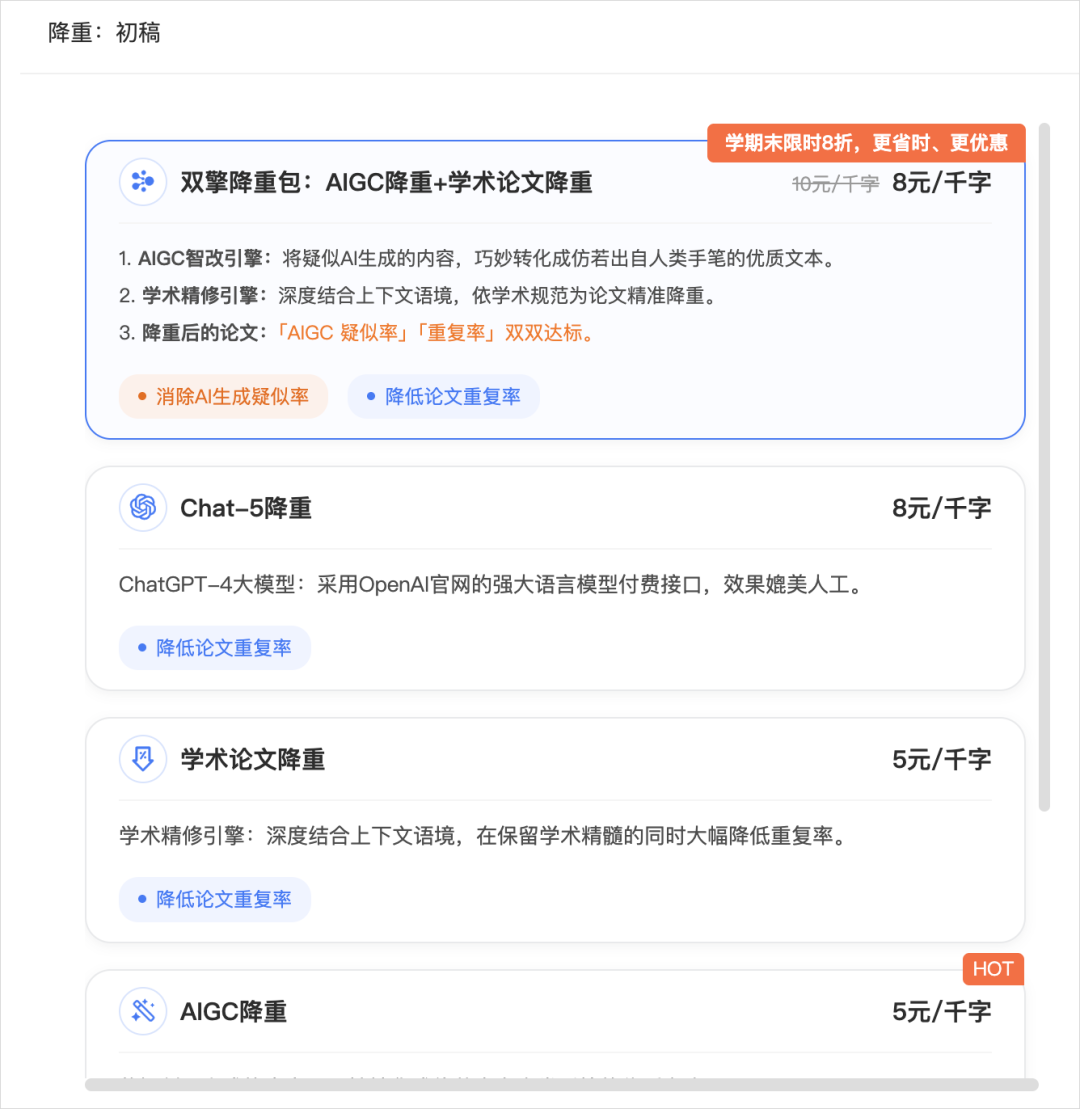 降重：初稿
学期末限时8折，更省时、更优惠
双擎降重包：AIGC降重+学术论文降重
10元/千字 8元/千字
1. AIGC智改引擎：将疑似AI生成的内容，巧妙转化成仿若出自人类手笔的优质文本。
2. 学术精修引擎：深度结合上下文语境，依学术规范为论文精准降重。
3. 降重后的论文：「AIGC 疑似率」「重复率」双双达标。
消除AI生成疑似率
降低论文重复率
Chat-5降重
8元/千字
ChatGPT-4大模型：采用OpenAI官网的强大语言模型付费接口，效果媲美人工。
降低论文重复率
学术论文降重
5元/千字
学术精修引擎：深度结合上下文语境，在保留学术精髓的同时大幅降低重复率。
降低论文重复率
HOT
AIGC降重
5元/千字